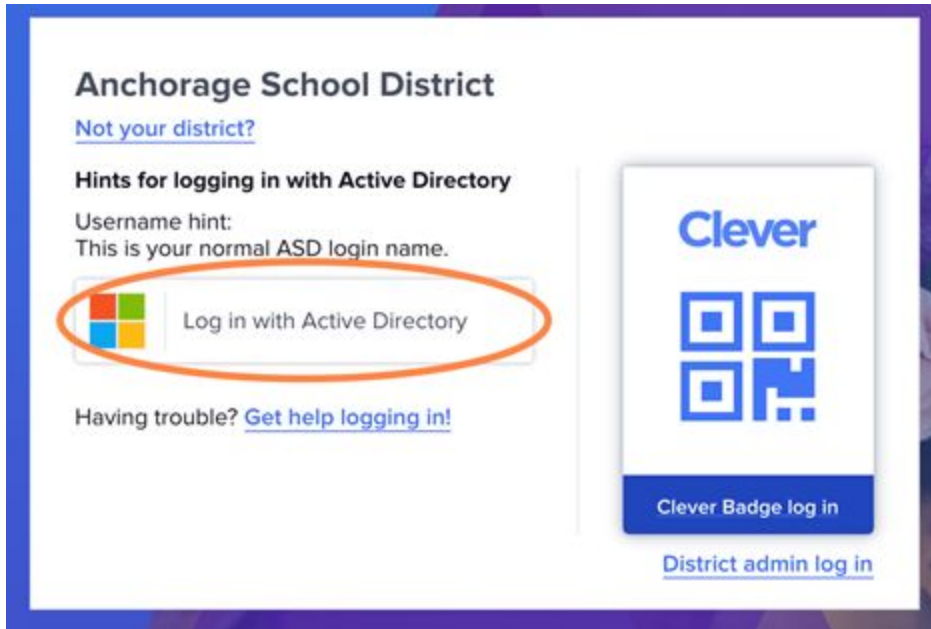 Anchorage School District
Not your district?
Hints for logging in with Active Directory
Username hint:
This is your normal ASD login name.
Log in with Active Directory
Having trouble? Get help logging in!
Clever
Clever Badge log in
District admin log in